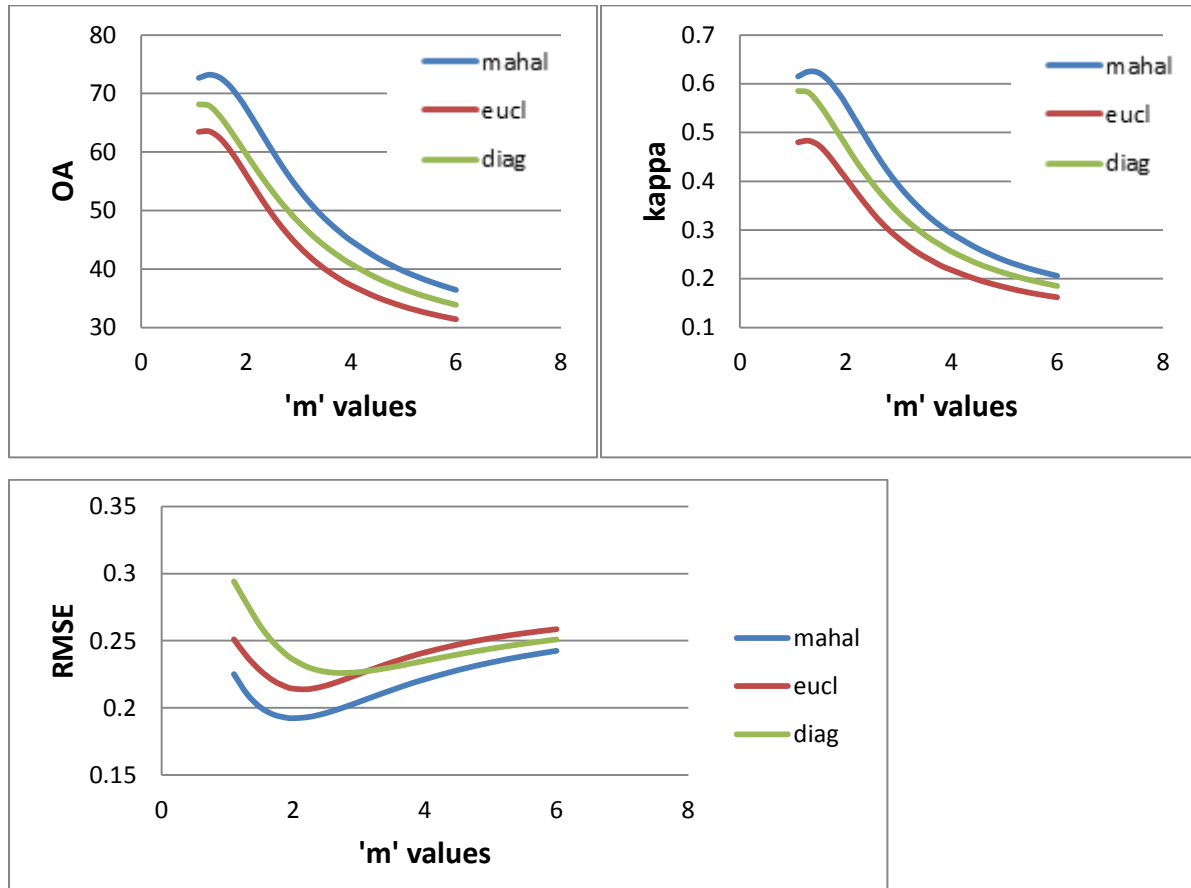 80
70
60
50
40
30
OA
0 2 4 6 8
'm' values
mahal
eucl
diag
0.7
0.6
0.5
0.4
0.3
0.2
0.1
kappa
0 2 4 6 8
'm' values
mahal
eucl
diag
0.35
0.3
0.25
0.2
0.15
RMSE
0 2 4 6 8
'm' values
mahal
eucl
diag